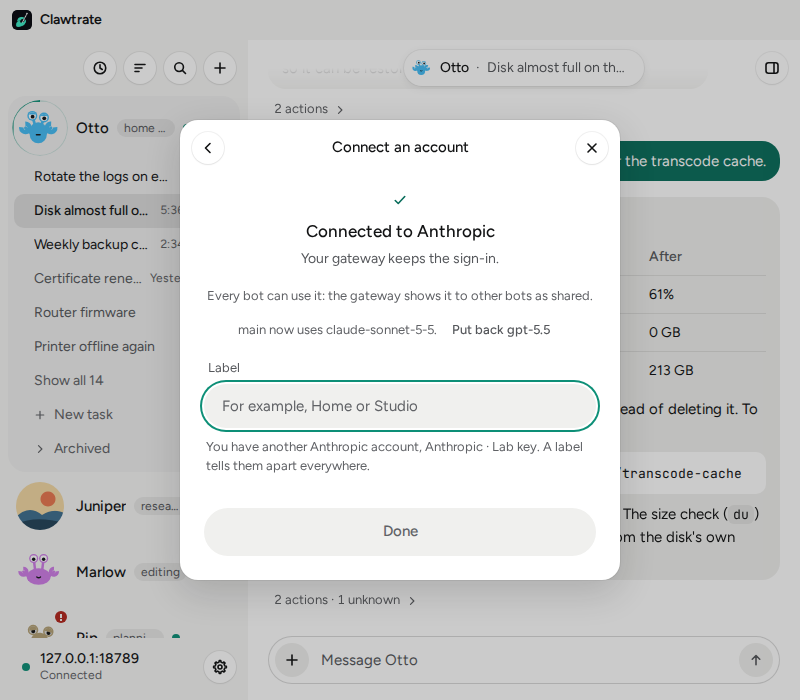 Clawtrate
Otto · Disk almost full on th...
2 actions
Otto home ...
Rotate the logs on e...
Disk almost full o... 5:36
Weekly backup c... 2:34
Certificate rene... Yeste
Router firmware
Printer offline again
Show all 14
New task
Archived
Juniper resea...
Marlow editing
Pip planni...
127.0.0.1:18789
Connected
Connect an account
Connected to Anthropic
Your gateway keeps the sign-in.
Every bot can use it: the gateway shows it to other bots as shared.
main now uses claude-sonnet-5-5. Put back gpt-5.5
Label
For example, Home or Studio
You have another Anthropic account, Anthropic · Lab key. A label
tells them apart everywhere.
Done
the transcode cache.
After
61%
0 GB
213 GB
ead of deleting it. To
/transcode-cache
The size check (du)
om the disk's own
2 actions · 1 unknown
Message Otto